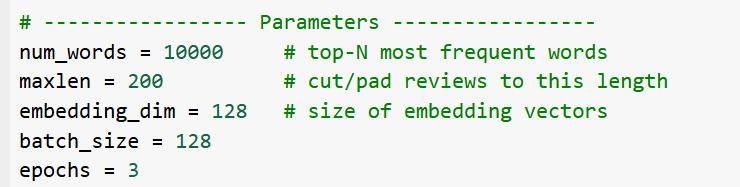 # ----------------- Parameters -----------------
num_words = 10000     # top-N most frequent words
maxlen = 200          # cut/pad reviews to this length
embedding_dim = 128   # size of embedding vectors
batch_size = 128
epochs = 3